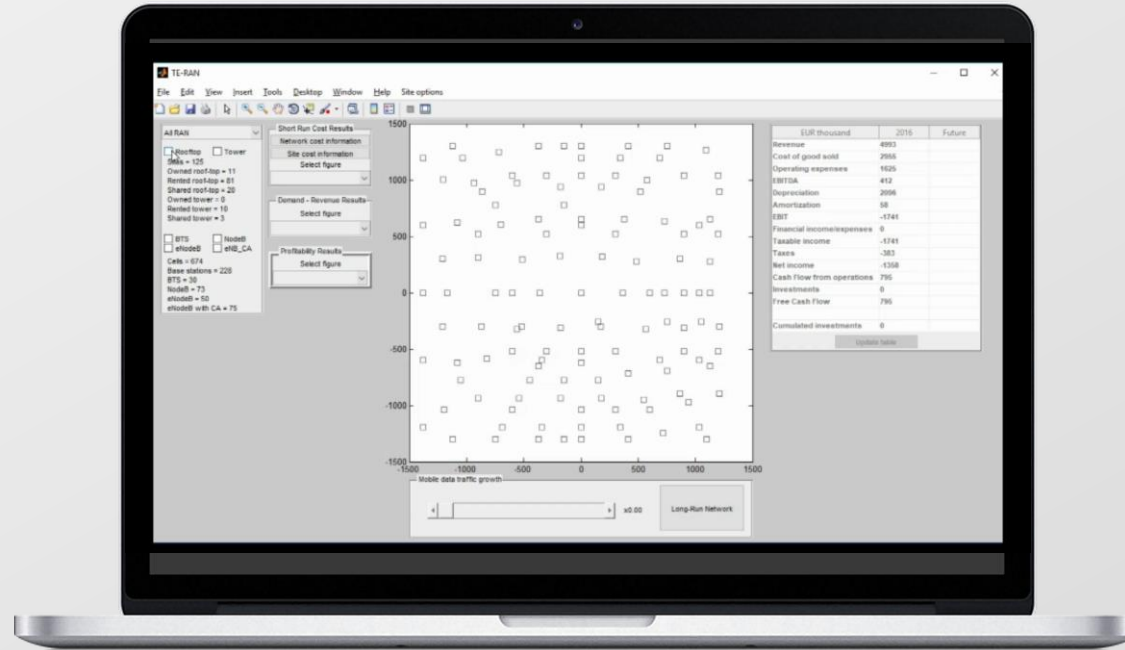 TE-RAN
File Edit View Insert Tools Desktop Window Help Site options
All RAN
Rooftop Tower
Sites = 125
Owned roof-top = 11
Rented roof-top = 81
Shared roof-top = 20
Owned tower = 0
Rented tower = 10
Shared tower = 3
BTS NodeB
eNodeB eNB_CA
Cells = 674
Base stations = 228
BTS = 30
NodeB = 73
eNodeB = 50
eNodeB with CA = 75
Short Run Cost Results
Network cost information
Site cost information
Select figure
Demand - Revenue Results
Select figure
Profitability Results
Select figure
1500
1000
500
0
-500
-1000
-1500
-1500 -1000 -500 0 500 1000 1500
Mobile data traffic growth
x0.00
Long-Run Network
EUR thousand 2016 Future
Revenue 4993
Cost of good sold 2955
Operating expenses 1625
EBITDA 412
Depreciation 2096
Amortization 58
EBIT -1741
Financial income/expenses 0
Taxable income -1741
Taxes -383
Net income -1358
Cash flow from operations 796
Investments 0
Free Cash Flow 796
Cumulated investments 0
Update table